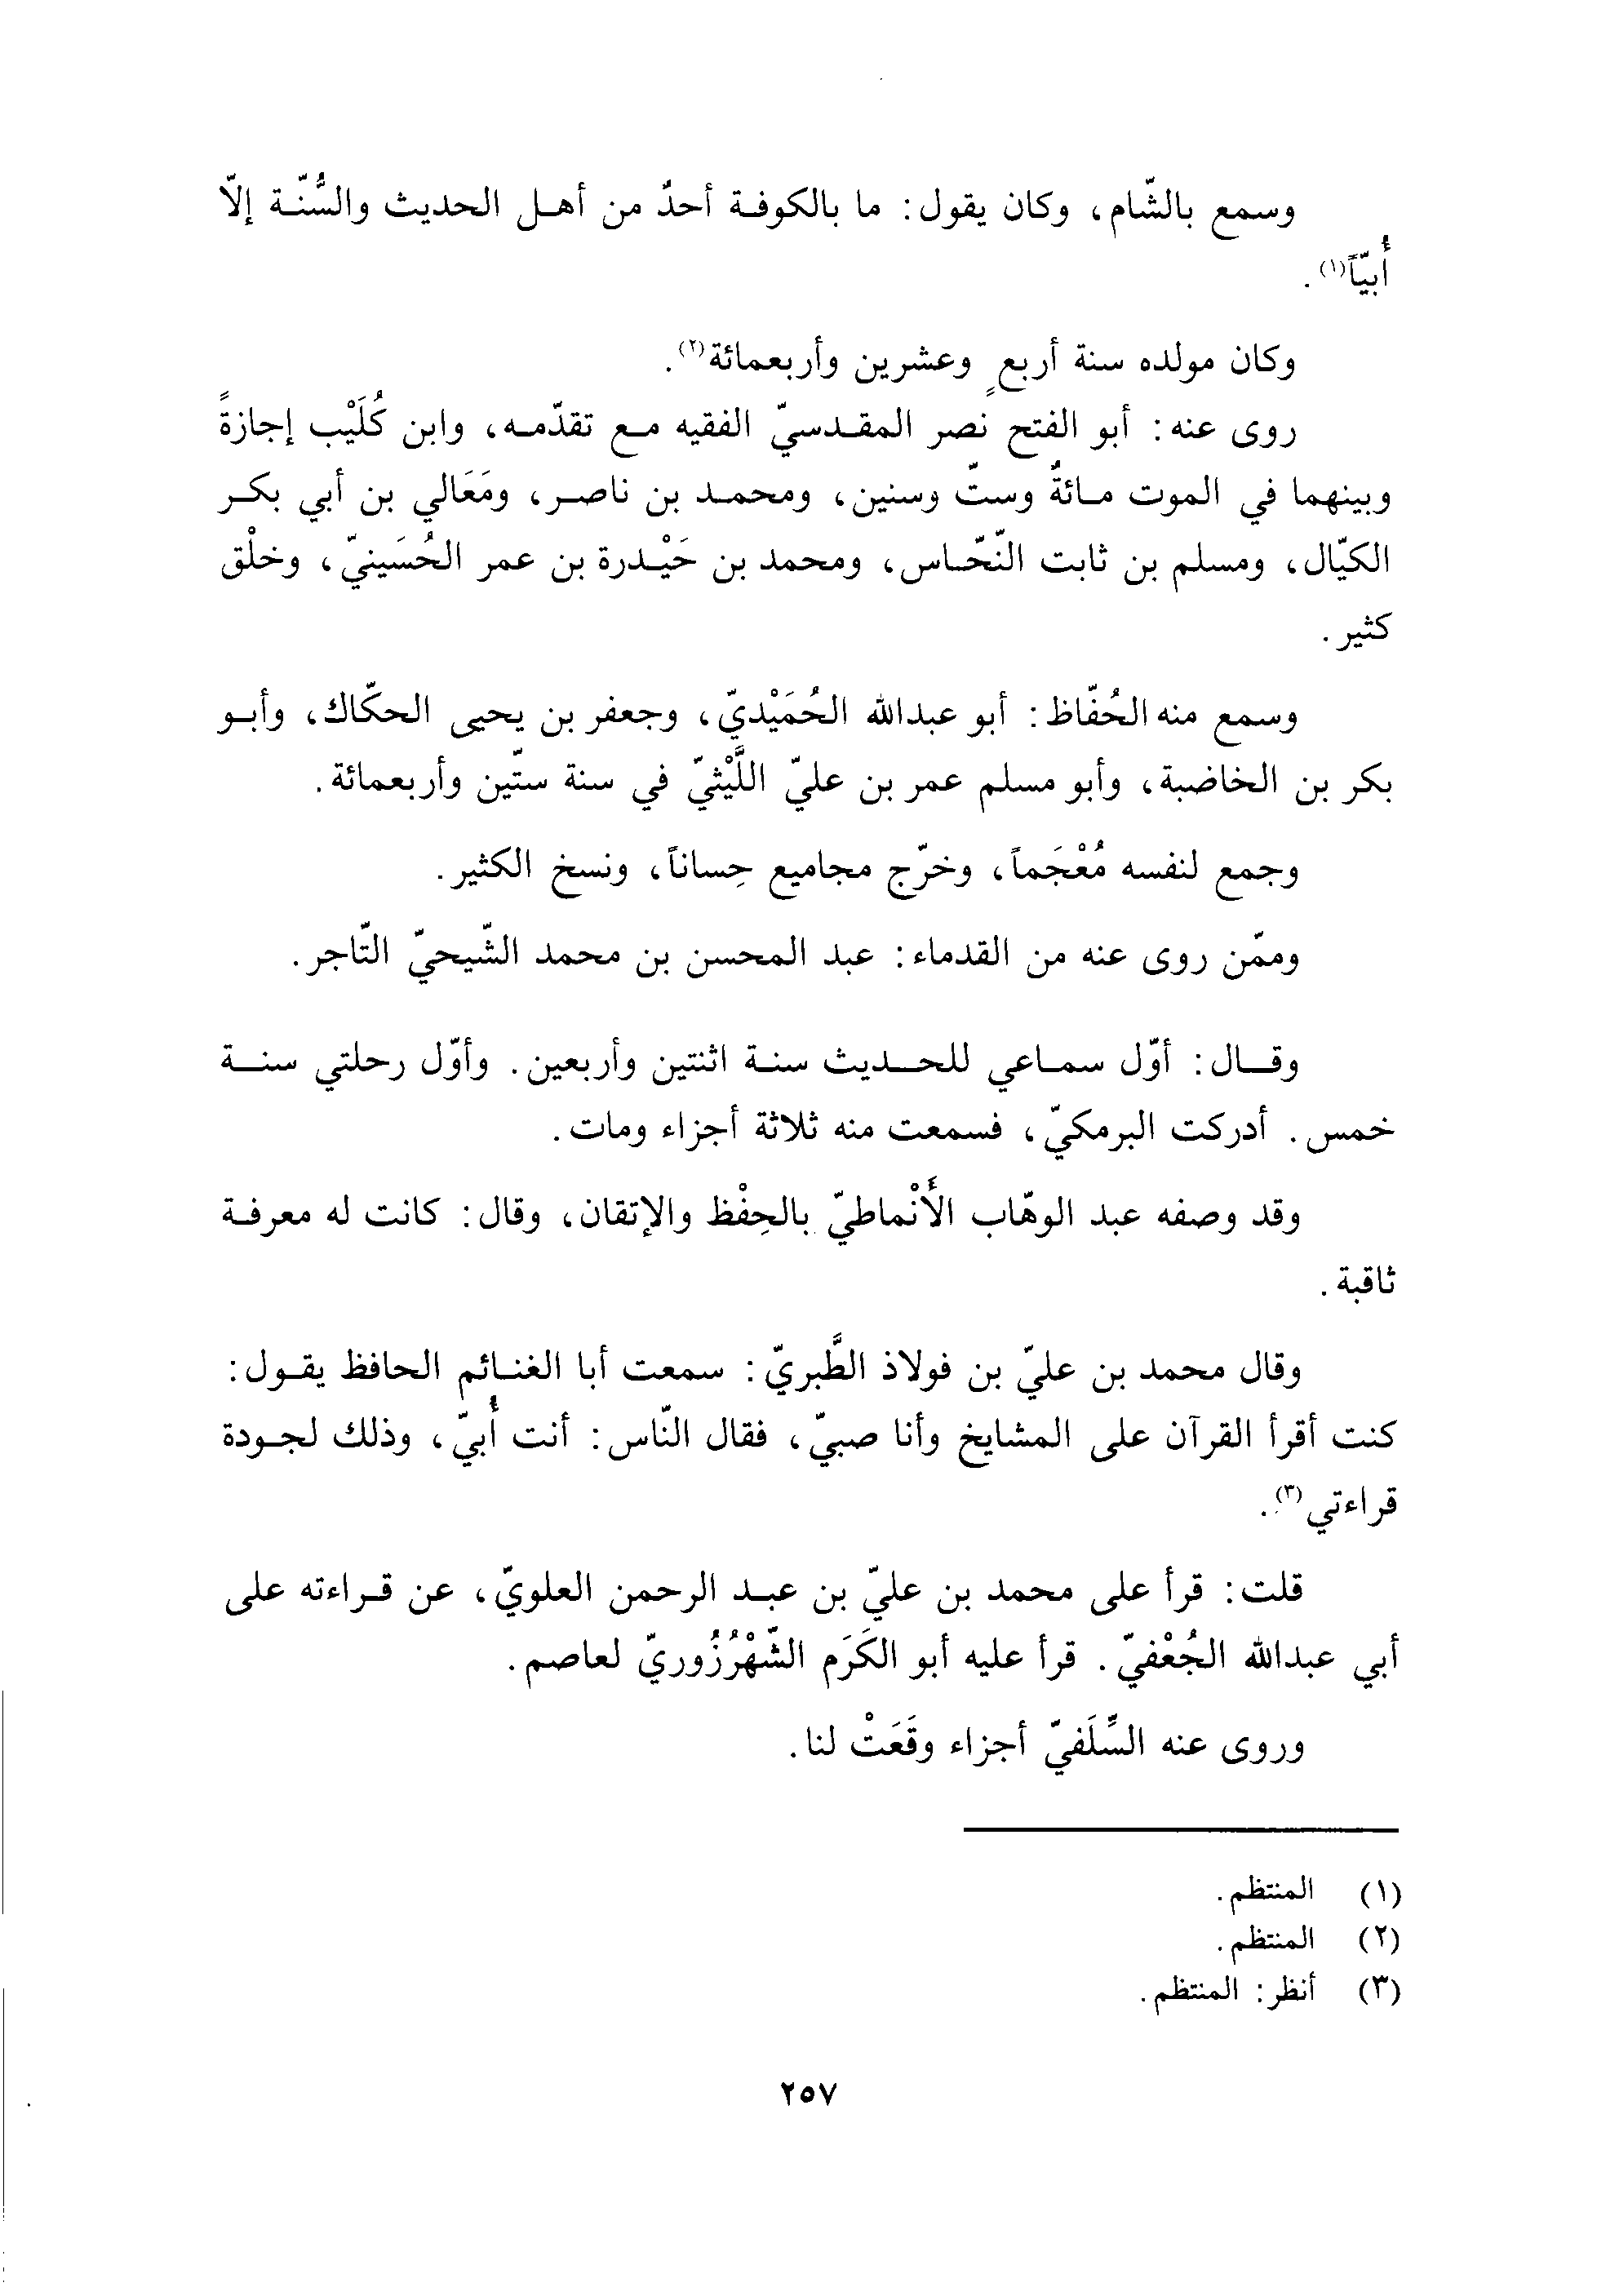 وسمع بالشّام، وكان يقول: ما بالكوفة أحدٌ من أهل الحديث والسُّنّة إلّا
أُبيّاً(١).
وكان مولده سنة أربعٍ وعشرين وأربعمائة(٢).
روى عنه: أبو الفتح نصر المقدسيّ الفقيه مع تقدّمه، وابن كُلَيْب إجازةً
وبينهما في الموت مائةٌ وستّ وسنين، ومحمد بن ناصر، ومَعَالي بن أبي بكر
الكيّال، ومسلم بن ثابت النّحّاس، ومحمد بن حَيْدرة بن عمر الحُسَينيّ، وخلْق
كثير.
وسمع منه الحُفّاظ: أبو عبدالله الحُمَيْديّ، وجعفر بن يحيى الحكّاك، وأبو
بكر بن الخاضبة، وأبو مسلم عمر بن عليّ اللَّيْثيّ في سنة ستّين وأربعمائة.
وجمع لنفسه مُعْجَماً، وخرّج مجاميع حِساناً، ونسخ الكثير.
وممّن روى عنه من القدماء: عبد المحسن بن محمد الشّيحيّ التّاجر.
وقال: أوّل سماعي للحديث سنة اثنتين وأربعين. وأوّل رحلتي سنة
خمس. أدركت البرمكيّ، فسمعت منه ثلاثة أجزاء ومات.
وقد وصفه عبد الوهّاب الأَنْماطيّ بالحِفْظ والإتقان، وقال: كانت له معرفة
ثاقبة.
وقال محمد بن عليّ بن فولاذ الطَّبريّ: سمعت أبا الغنائم الحافظ يقول:
كنت أقرأ القرآن على المشايخ وأنا صبيّ، فقال النّاس: أنت أُبيّ، وذلك لجودة
قراءتي(٣).
قلت: قرأ على محمد بن عليّ بن عبد الرحمن العلويّ، عن قراءته على
أبي عبدالله الجُعْفيّ. قرأ عليه أبو الكَرَم الشَّهْرُزُوريّ لعاصم.
وروى عنه السِّلَفيّ أجزاء وقَعَتْ لنا.
(١) المنتظم.
(٢) المنتظم.
(٣) أنظر: المنتظم.
٢٥٧